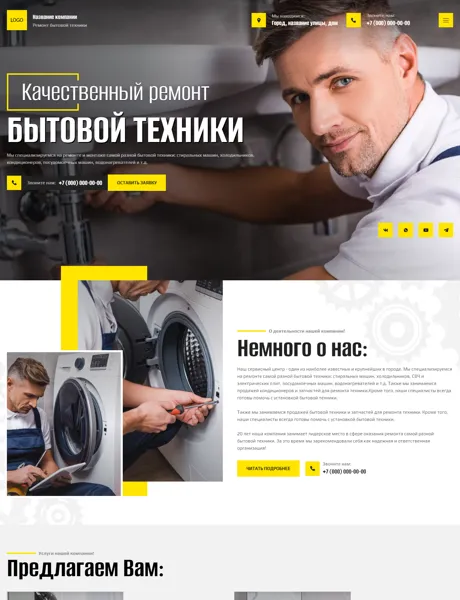 LOGO
Название компании
Ремонт бытовой техники
Мы находимся в г.
Город, название улицы, дом
Звоните нам:
+7 (000) 000-00-00
Качественный ремонт
БЫТОВОЙ ТЕХНИКИ
Мы специализируемся на ремонте и монтаже самой разной бытовой техники: стиральных машин, холодильников,
кондиционеров, посудомоечных машин, водонагревателей и т.д.
Звоните нам:
+7 (000) 000-00-00
ОСТАВИТЬ ЗАЯВКУ
О деятельности нашей компании!
Немного о нас:
Наш сервисный центр - один из наиболее известных и крупнейших в городе. Мы специализируемся
на ремонте самой разной бытовой техники: стиральных машин, холодильников, СВЧ и
электрических плит, посудомоечных машин, водонагревателей и т.д. Также мы занимаемся
продажей кондиционеров и запчастей для ремонта техники. Кроме того, наши специалисты всегда
готовы помочь с установкой бытовой техники.
Также мы занимаемся продажей бытовой техники и запчастей для ремонта техники. Кроме того,
наши специалисты всегда готовы помочь с установкой бытовой техники.
20 лет наша компания занимает лидерское место в сфере оказания ремонта самой разной
бытовой техники. За это время мы зарекомендовали себя как надежная и ответственная
организация!
ЧИТАТЬ ПОДРОБНЕЕ
Звоните нам:
+7 (000) 000-00-00
Услуги нашей компании!
Предлагаем Вам: